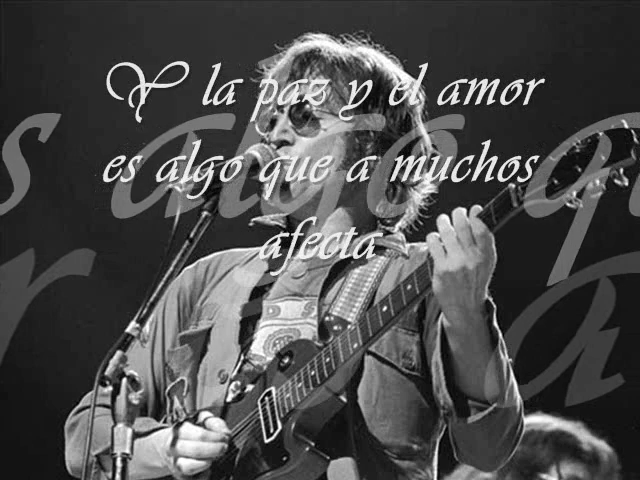 Y la paz y el amor
es algo que a muchos
afecta